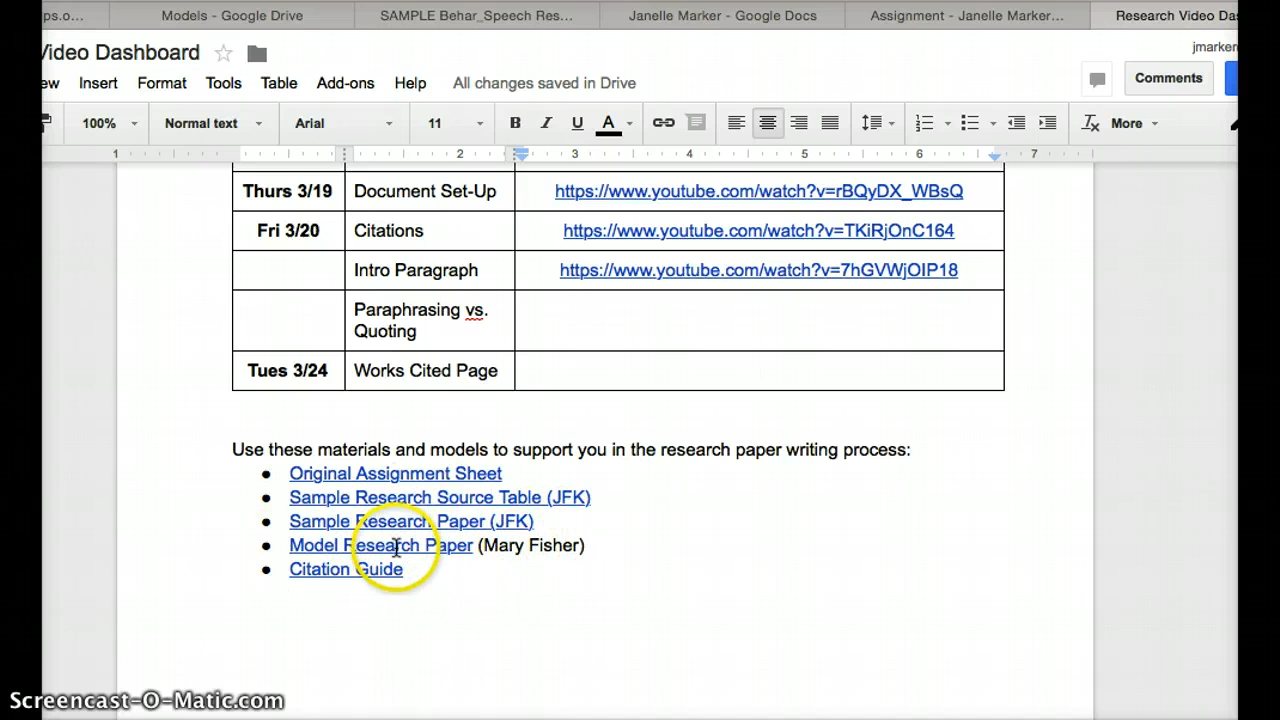 ps.o...
Models - Google Drive
SAMPLE Behar_Speech Res...
Janelle Marker - Google Docs
Assignment - Janelle Marker...
Research Video Das
Video Dashboard
jmarker
ew Insert Format Tools Table Add-ons Help All changes saved in Drive
Comments
100% Normal text Arial 11 B I U A More
1 2 3 4 5 6 7
Thurs 3/19 Document Set-Up https://www.youtube.com/watch?v=rBQyDX_WBsQ
Fri 3/20 Citations https://www.youtube.com/watch?v=TKiRjOnC164
Intro Paragraph https://www.youtube.com/watch?v=7hGVWjOIP18
Paraphrasing vs.
Quoting
Tues 3/24 Works Cited Page
Use these materials and models to support you in the research paper writing process:
● Original Assignment Sheet
● Sample Research Source Table (JFK)
● Sample Research Paper (JFK)
● Model Research Paper (Mary Fisher)
● Citation Guide
Screencast-O-Matic.com